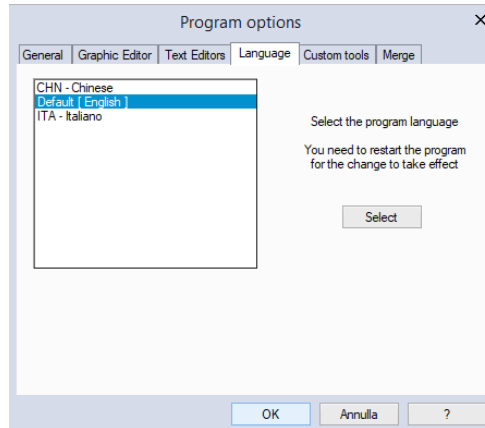 Program options
General Graphic Editor Text Editors Language Custom tools Merge
CHN - Chinese
Default [ English ]
ITA - Italiano
Select the program language
You need to restart the program
for the change to take effect
Select
OK Annulla ?